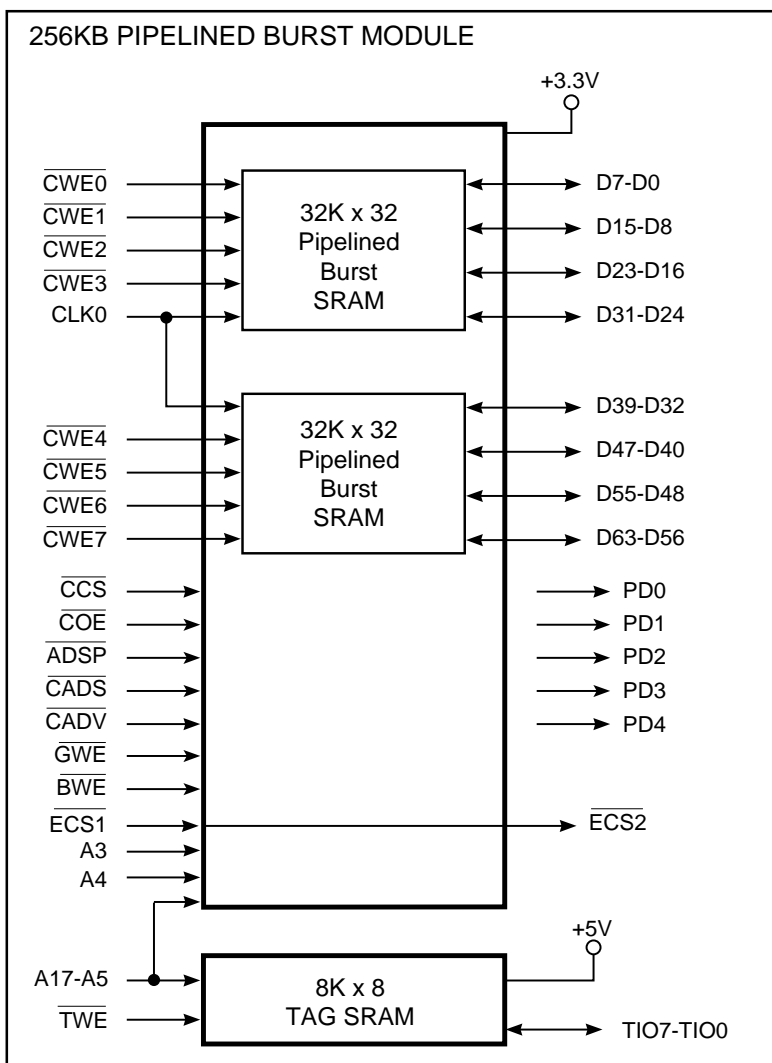 256KB PIPELINED BURST MODULE
+3.3V
CWE0
CWE1
CWE2
CWE3
CLK0
32K x 32
Pipelined
Burst
SRAM
D7-D0
D15-D8
D23-D16
D31-D24
CWE4
CWE5
CWE6
CWE7
32K x 32
Pipelined
Burst
SRAM
D39-D32
D47-D40
D55-D48
D63-D56
CCS
COE
ADSP
CADS
CADV
GWE
BWE
ECS1
A3
A4
PD0
PD1
PD2
PD3
PD4
ECS2
+5V
A17-A5
TWE
8K x 8
TAG SRAM
TIO7-TIO0